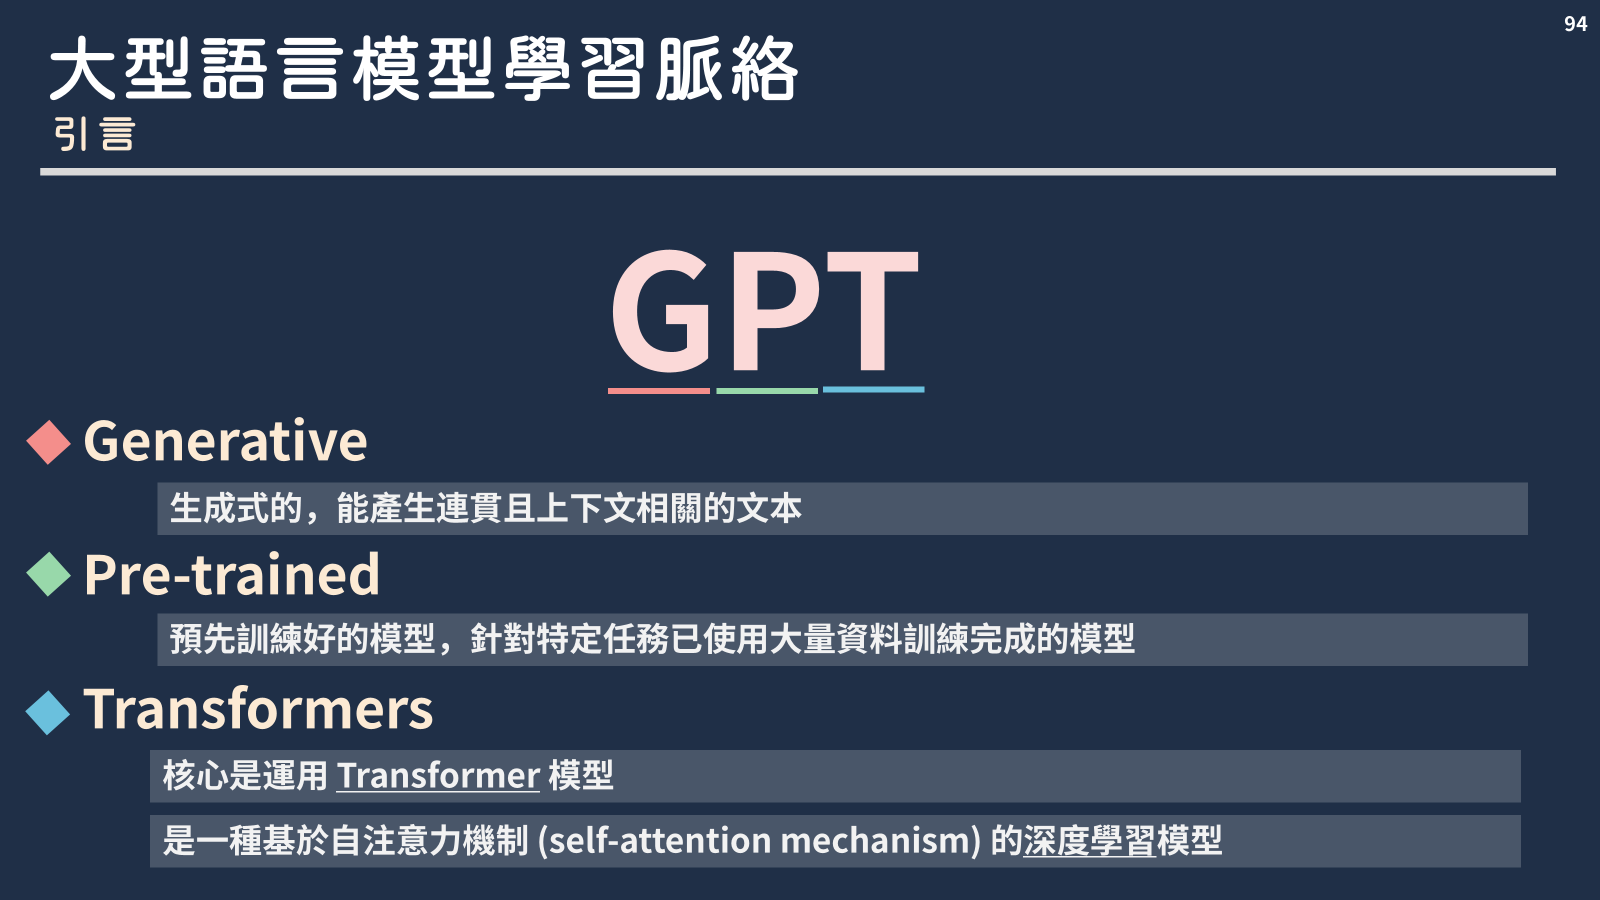 94
大型語言模型學習脈絡
引言
GPT
Generative
生成式的，能產生連貫且上下文相關的文本
Pre-trained
預先訓練好的模型，針對特定任務已使用大量資料訓練完成的模型
Transformers
核心是運用 Transformer 模型
是一種基於自注意力機制 (self-attention mechanism) 的深度學習模型